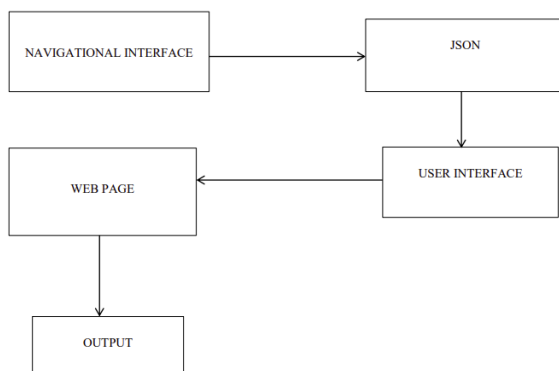 NAVIGATIONAL INTERFACE
JSON
USER INTERFACE
WEB PAGE
OUTPUT